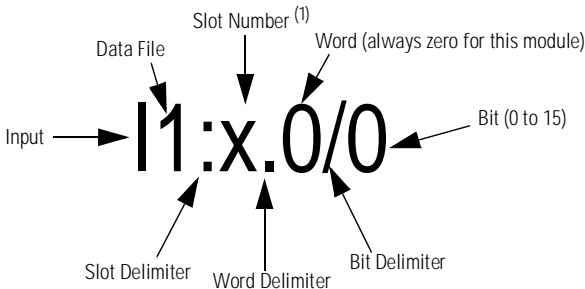 Slot Number (1)
Data File
Word (always zero for this module)
Input
I1:x.0/0
Bit (0 to 15)
Slot Delimiter
Word Delimiter
Bit Delimiter